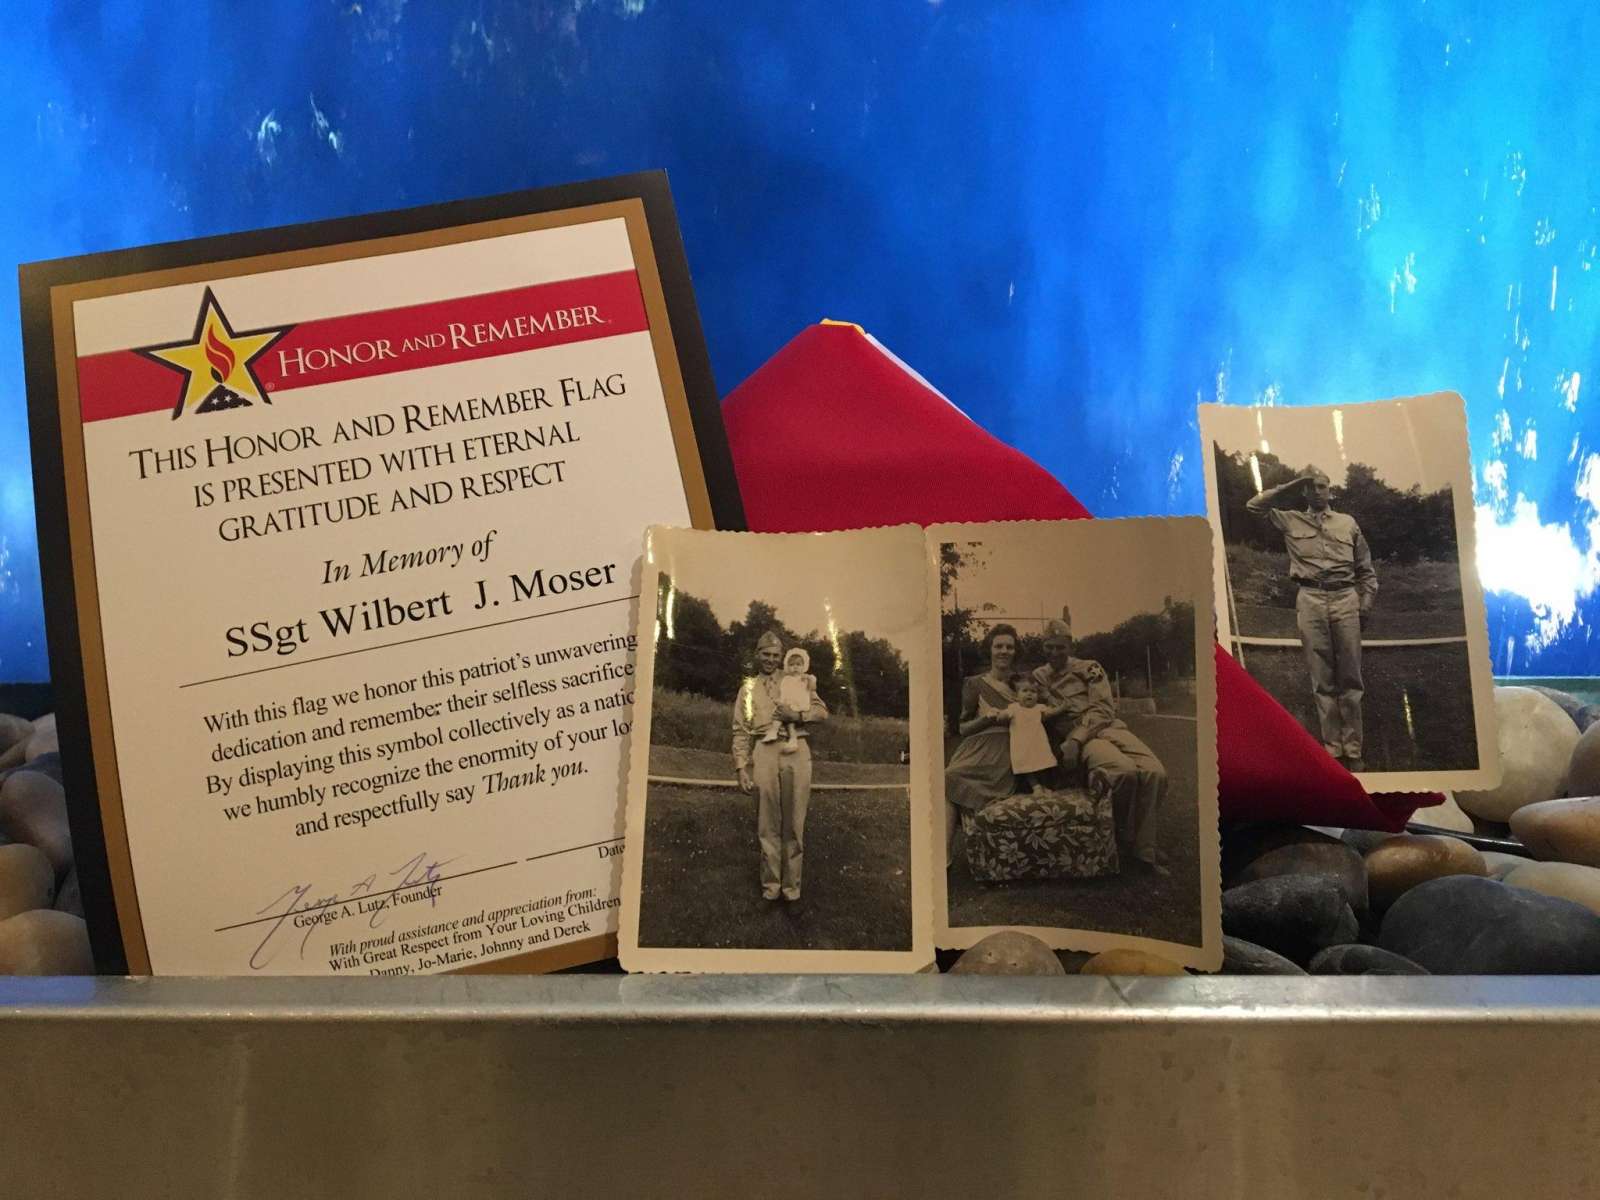 HONOR AND REMEMBER
THIS HONOR AND REMEMBER FLAG
IS PRESENTED WITH ETERNAL
GRATITUDE AND RESPECT
In Memory of
SSgt Wilbert J. Moser
With this flag we honor this patriot's unwavering
dedication and remember their selfless sacrifice
By displaying this symbol collectively as a natio
we humbly recognize the enormity of your lo
and respectfully say Thank you.
George A. Lutz, Founder
Date
With proud assistance and appreciation from:
With Great Respect from Your Loving Children
Danny, Jo-Marie, Johnny and Derek